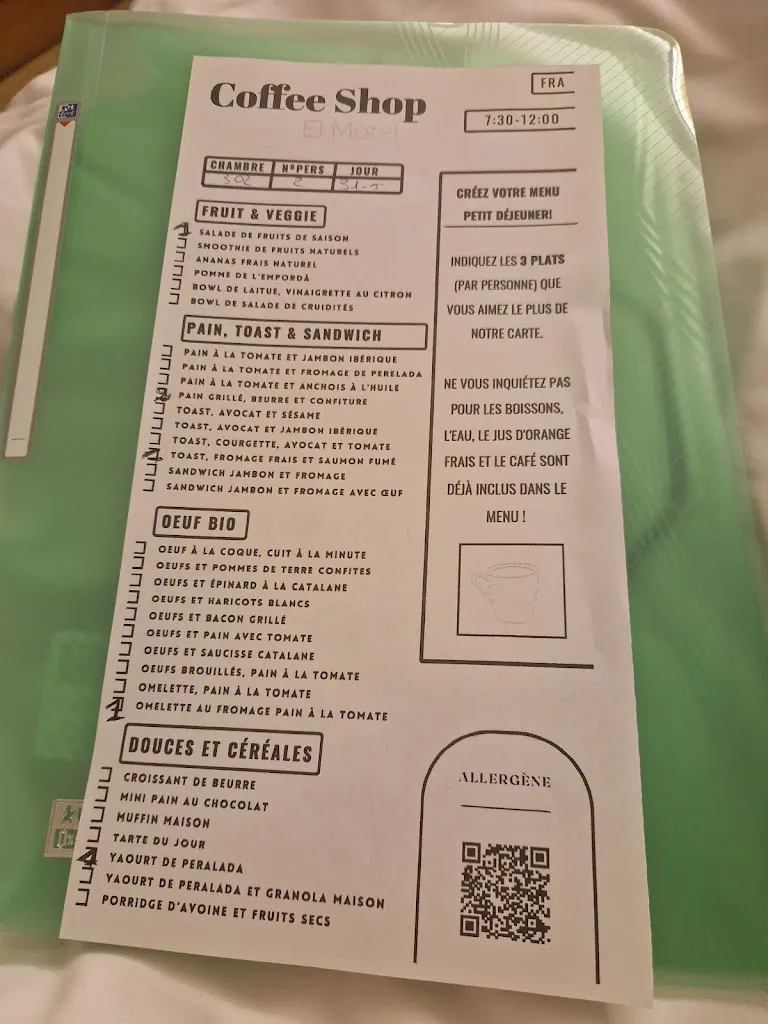 FRA
Coffee Shop
El Motel
7:30-12:00
CHAMBRE NºPERS JOUR
302 2 31-5
FRUIT & VEGGIE
1 SALADE DE FRUITS DE SAISON
SMOOTHIE DE FRUITS NATURELS
ANANAS FRAIS NATUREL
POMME DE L'EMPORDÀ
BOWL DE LAITUE, VINAIGRETTE AU CITRON
BOWL DE SALADE DE CRUIDITÉS
PAIN, TOAST & SANDWICH
PAIN À LA TOMATE ET JAMBON IBÉRIQUE
PAIN À LA TOMATE ET FROMAGE DE PERELADA
PAIN À LA TOMATE ET ANCHOIS À L'HUILE
PAIN GRILLÉ, BEURRE ET CONFITURE
TOAST, AVOCAT ET SÉSAME
TOAST, AVOCAT ET JAMBON IBÉRIQUE
TOAST, COURGETTE, AVOCAT ET TOMATE
1 TOAST, FROMAGE FRAIS ET SAUMON FUMÉ
SANDWICH JAMBON ET FROMAGE
SANDWICH JAMBON ET FROMAGE AVEC ŒUF
OEUF BIO
OEUF À LA COQUE, CUIT À LA MINUTE
OEUFS ET POMMES DE TERRE CONFITES
OEUFS ET ÉPINARD À LA CATALANE
OEUFS ET HARICOTS BLANCS
OEUFS ET BACON GRILLÉ
OEUFS ET PAIN AVEC TOMATE
OEUFS ET SAUCISSE CATALANE
OEUFS BROUILLÉS, PAIN À LA TOMATE
OMELETTE, PAIN À LA TOMATE
1 OMELETTE AU FROMAGE PAIN À LA TOMATE
DOUCES ET CÉRÉALES
CROISSANT DE BEURRE
MINI PAIN AU CHOCOLAT
MUFFIN MAISON
TARTE DU JOUR
1 YAOURT DE PERALADA
YAOURT DE PERALADA ET GRANOLA MAISON
PORRIDGE D'AVOINE ET FRUITS SECS
CRÉEZ VOTRE MENU
PETIT DÉJEUNER!
INDIQUEZ LES 3 PLATS
(PAR PERSONNE) QUE
VOUS AIMEZ LE PLUS DE
NOTRE CARTE.
NE VOUS INQUIÉTEZ PAS
POUR LES BOISSONS,
L'EAU, LE JUS D'ORANGE
FRAIS ET LE CAFÉ SONT
DÉJÀ INCLUS DANS LE
MENU !
ALLERGÈNE